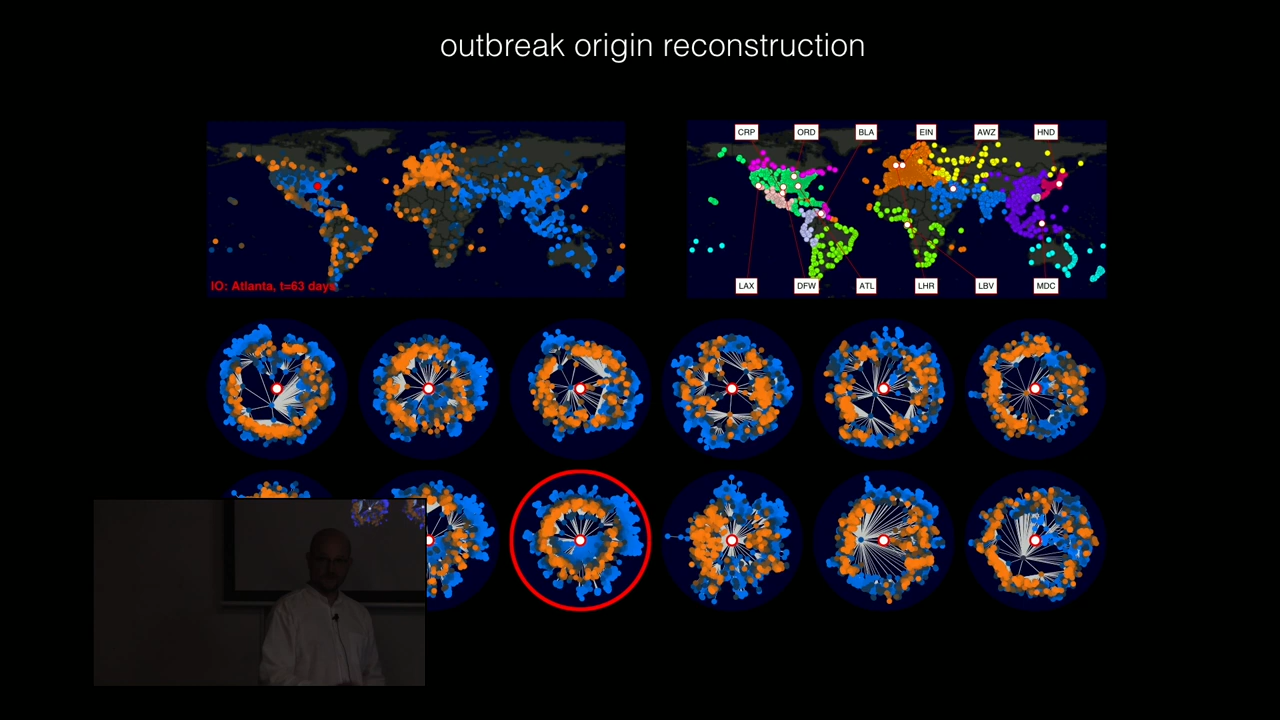 outbreak origin reconstruction
CRP ORD BLA EIN AWZ HND
IO: Atlanta, t=63 days
LAX DFW ATL LHR LBV MDC